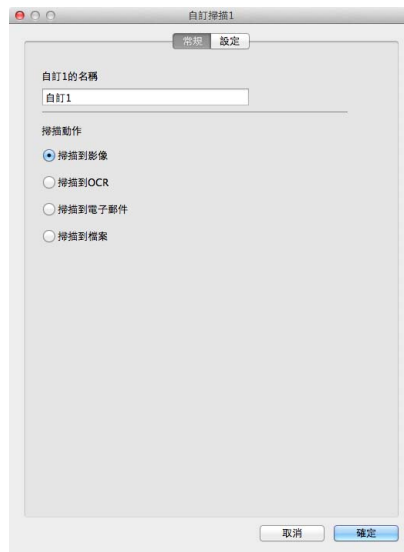 自訂掃描1
常規 設定
自訂1的名稱
自訂1
掃描動作
掃描到影像
掃描到OCR
掃描到電子郵件
掃描到檔案
取消 確定